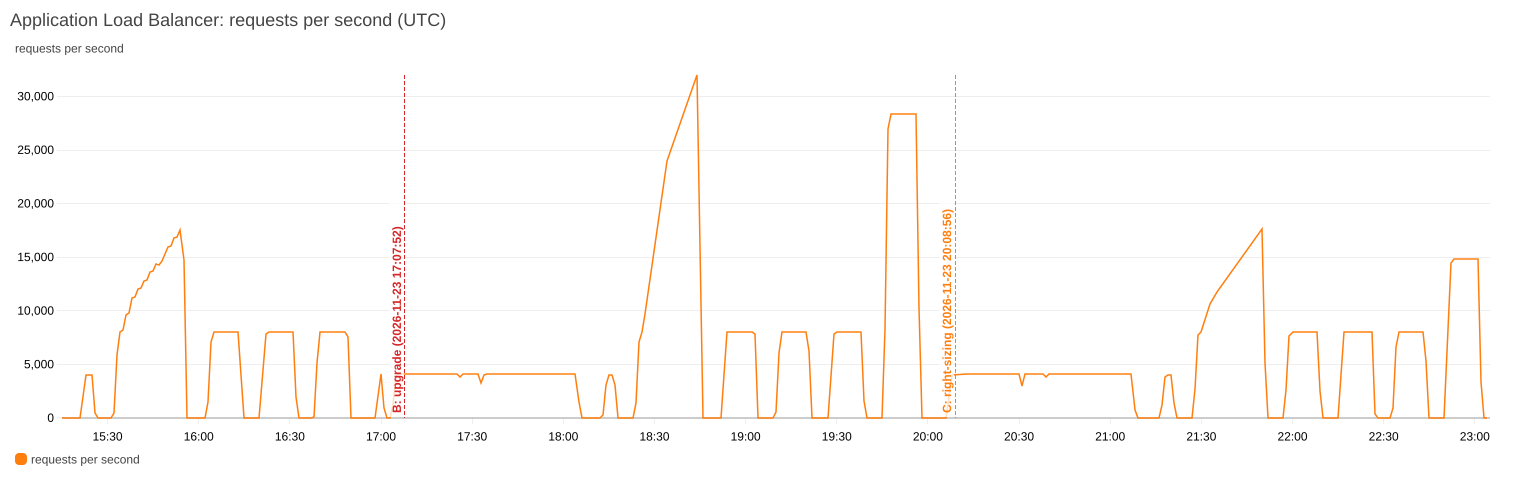 Application Load Balancer: requests per second (UTC)
requests per second
30,000
25,000
20,000
15,000
10,000
5,000
0
B: upgrade (2026-11-23 17:07:52)
C: right-sizing (2026-11-23 20:08:56)
15:30 16:00 16:30 17:00 17:30 18:00 18:30 19:00 19:30 20:00 20:30 21:00 21:30 22:00 22:30 23:00
requests per second